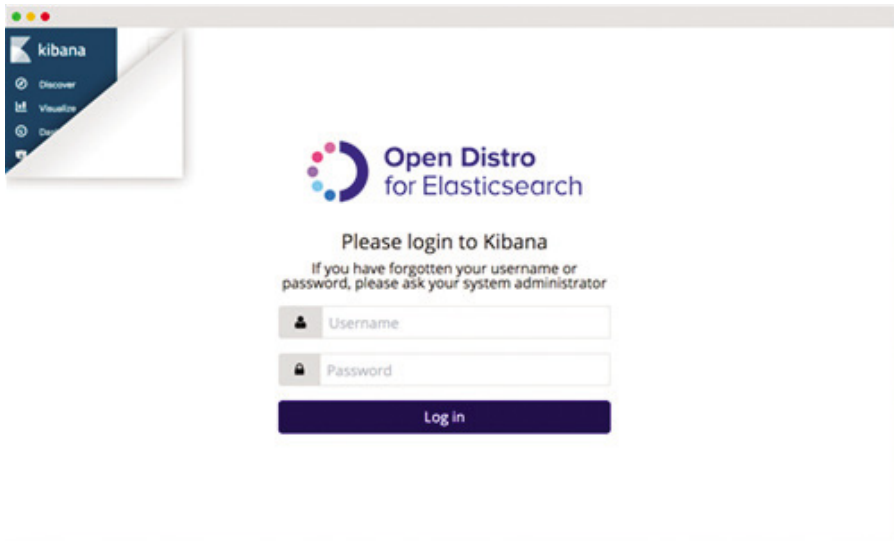 kibana
Discover
Visualize
Open Distro
for Elasticsearch
Please login to Kibana
If you have forgotten your username or
password, please ask your system administrator
Username
Password
Log in